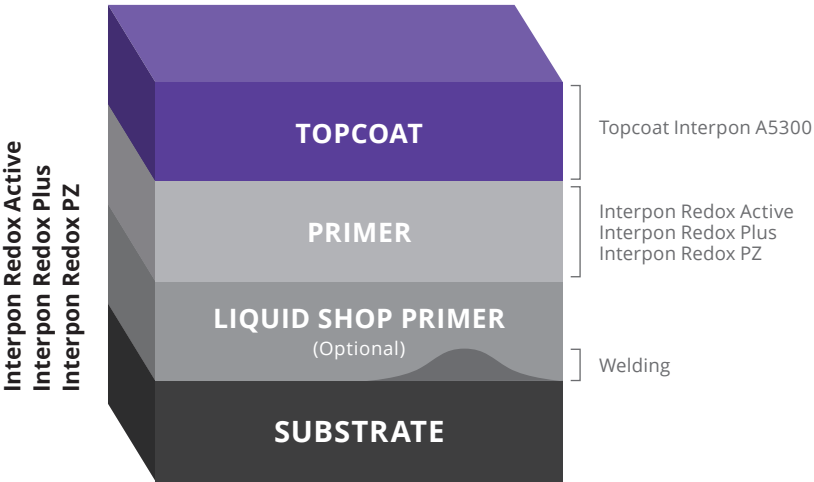 Interpon Redox Active
Interpon Redox Plus
Interpon Redox PZ
TOPCOAT
Topcoat Interpon A5300
PRIMER
Interpon Redox Active
Interpon Redox Plus
Interpon Redox PZ
LIQUID SHOP PRIMER
(Optional)
Welding
SUBSTRATE